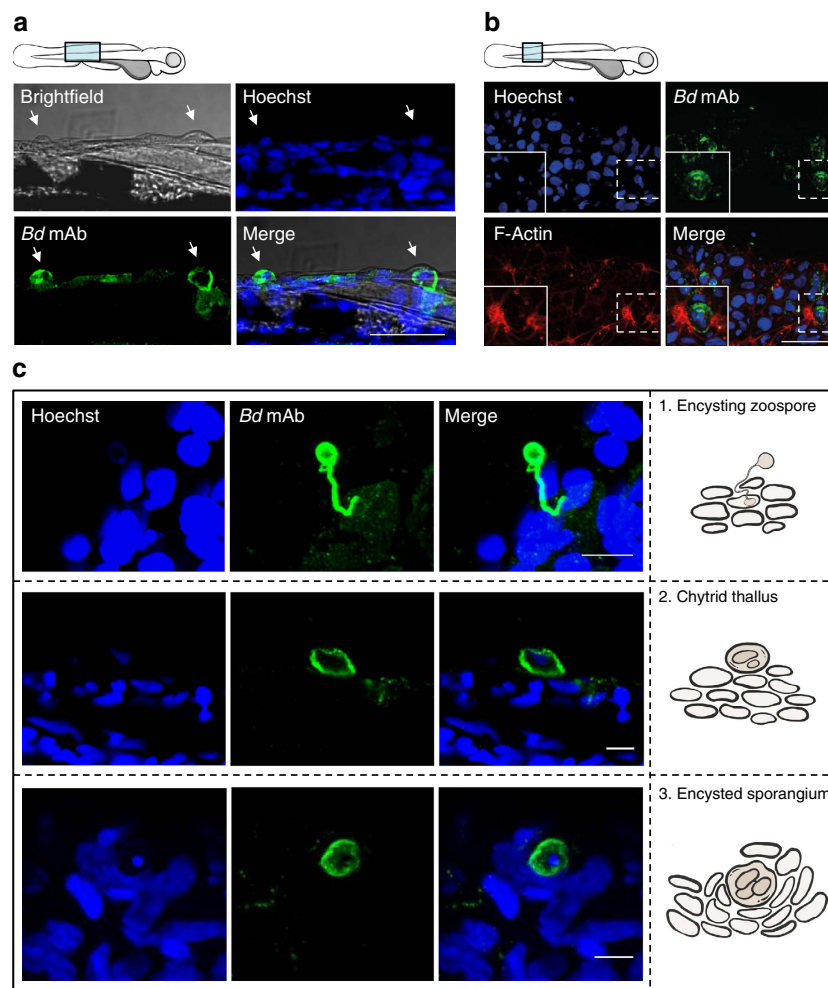 a
Brightfield
Hoechst
Bd mAb
Merge
b
Hoechst
Bd mAb
F-Actin
Merge
c
Hoechst
Bd mAb
Merge
1. Encysting zoospore
2. Chytrid thallus
3. Encysted sporangium